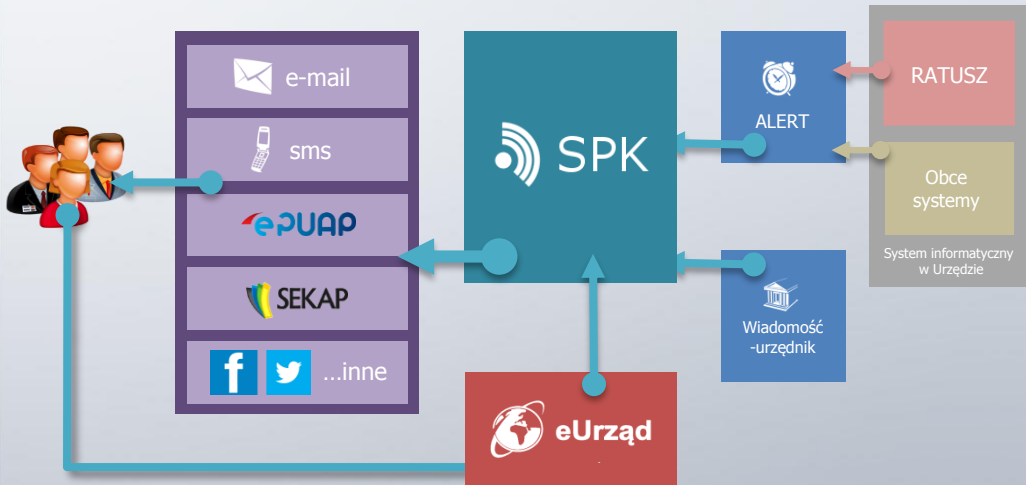 e-mail
sms
ePUAP
SEKAP
f
...inne
SPK
ALERT
Wiadomość
-urzędnik
eUrząd
RATUSZ
Obce
systemy
System informatyczny
w Urzędzie